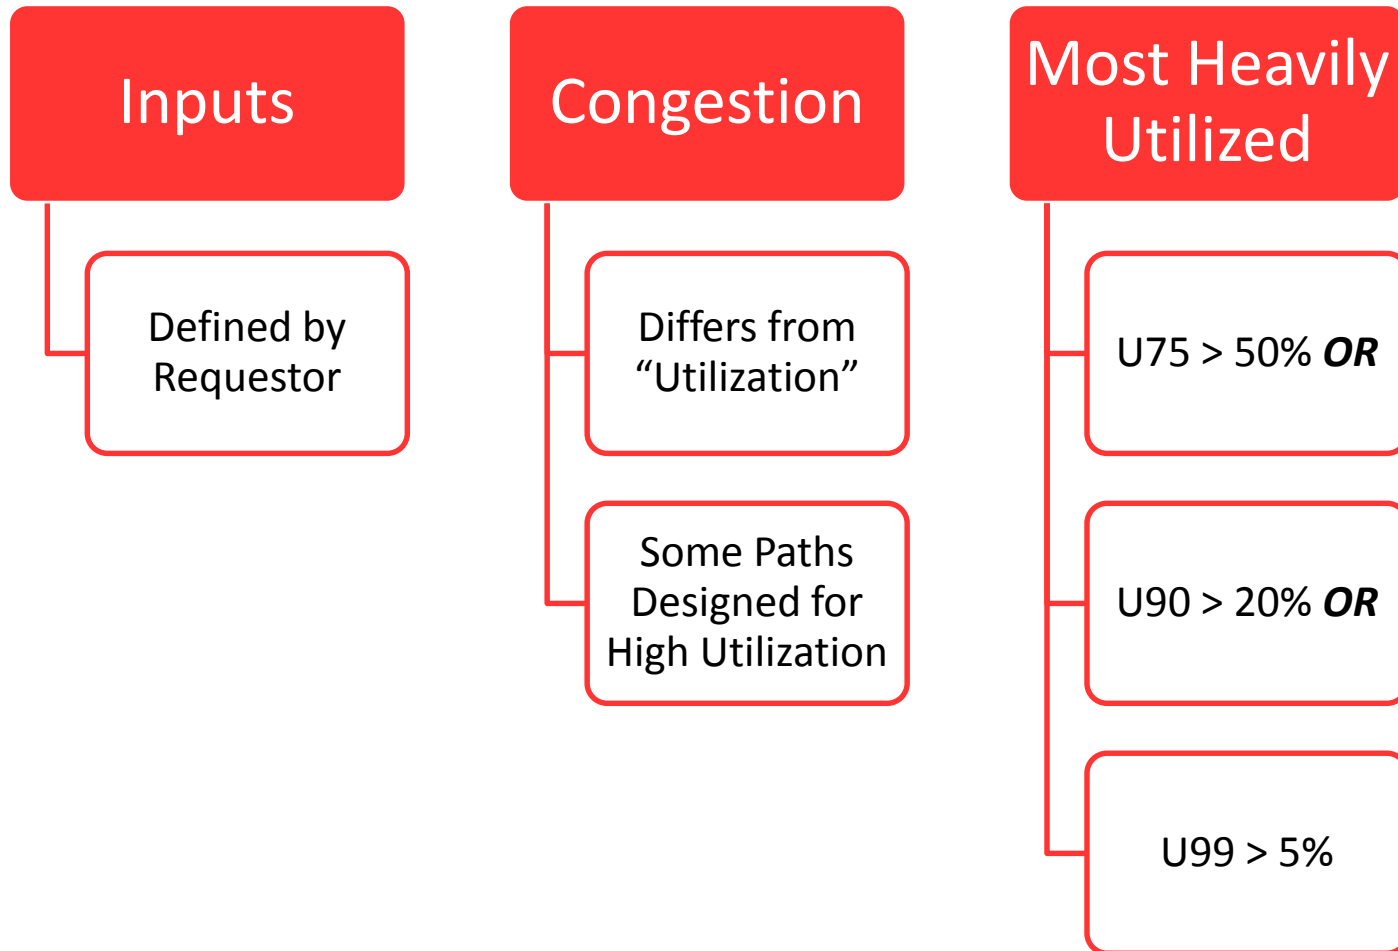 Inputs
Defined by
Requestor
Congestion
Differs from
“Utilization”
Some Paths
Designed for
High Utilization
Most Heavily
Utilized
U75 > 50% OR
U90 > 20% OR
U99 > 5%